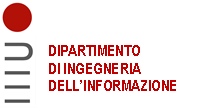 DIPARTIMENTO
DI INGEGNERIA
DELL'INFORMAZIONE